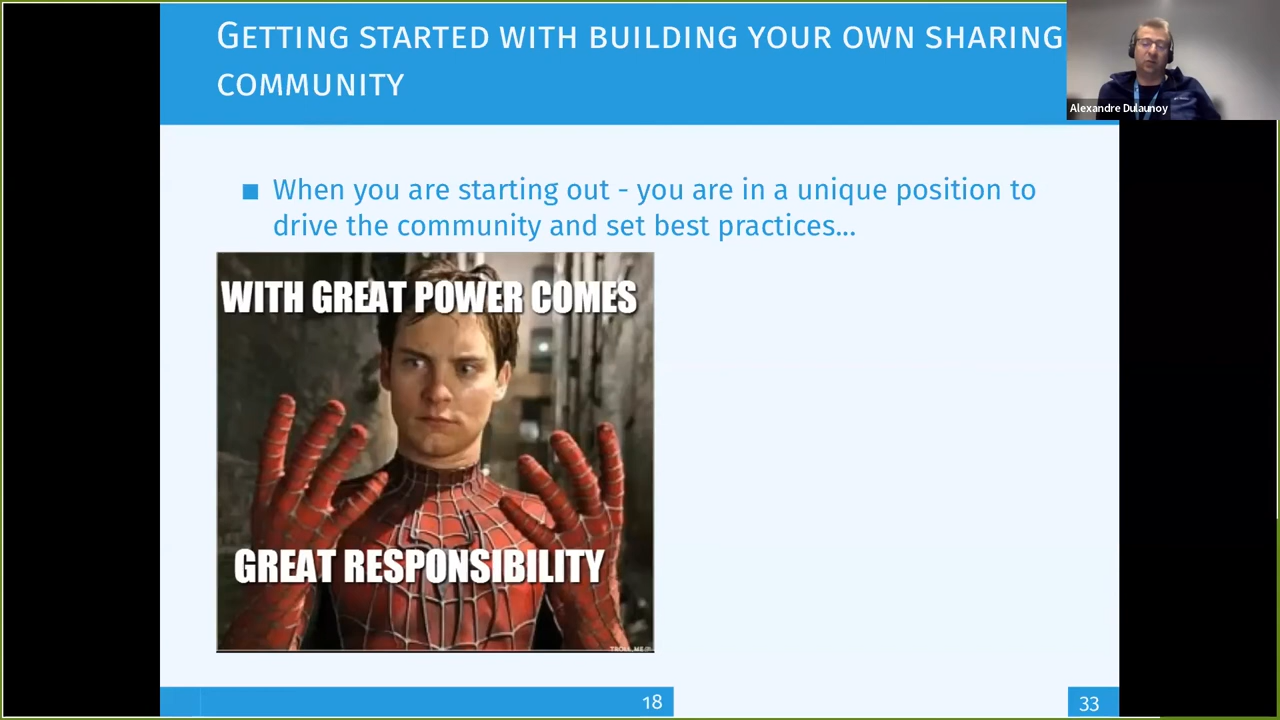 GETTING STARTED WITH BUILDING YOUR OWN SHARING
COMMUNITY
Alexandre Dulaunoy
■ When you are starting out - you are in a unique position to
drive the community and set best practices...
WITH GREAT POWER COMES
GREAT RESPONSIBILITY
18
33